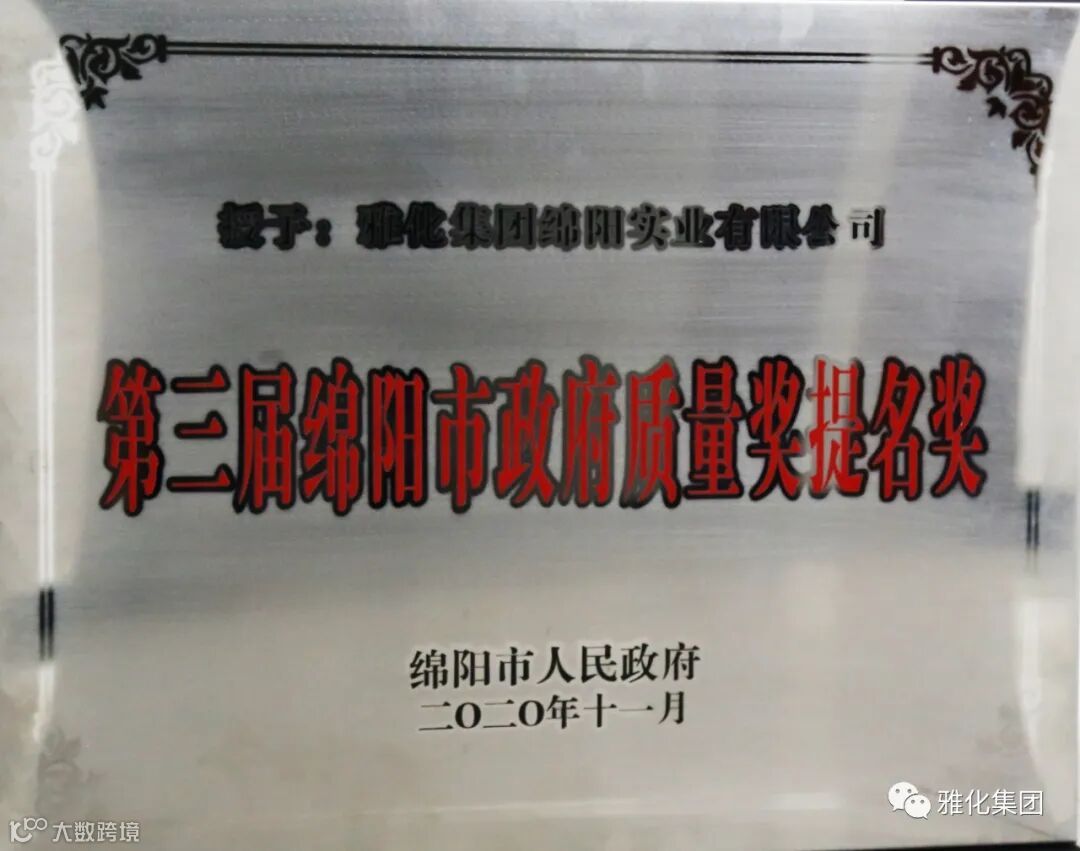 授予：雅化集团绵阳实业有限公司
第三届绵阳市政府质量奖提名奖
绵阳市人民政府
二〇二〇年十一月
雅化集团
大数跨境